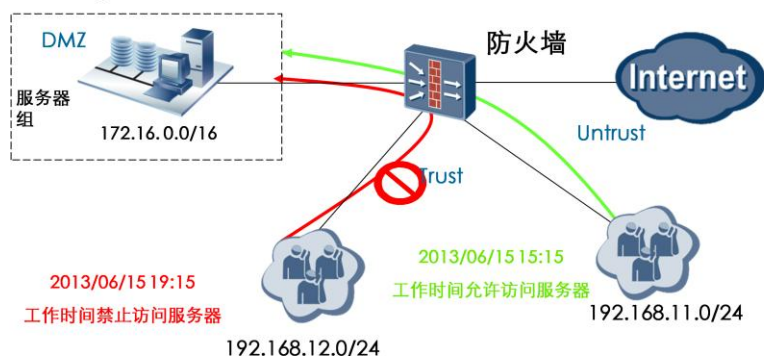 DMZ
服务器
组
172.16.0.0/16
防火墙
Internet
Untrust
Trust
2013/06/15 19:15
工作时间禁止访问服务器
2013/06/15 15:15
工作时间允许访问服务器
192.168.12.0/24
192.168.11.0/24